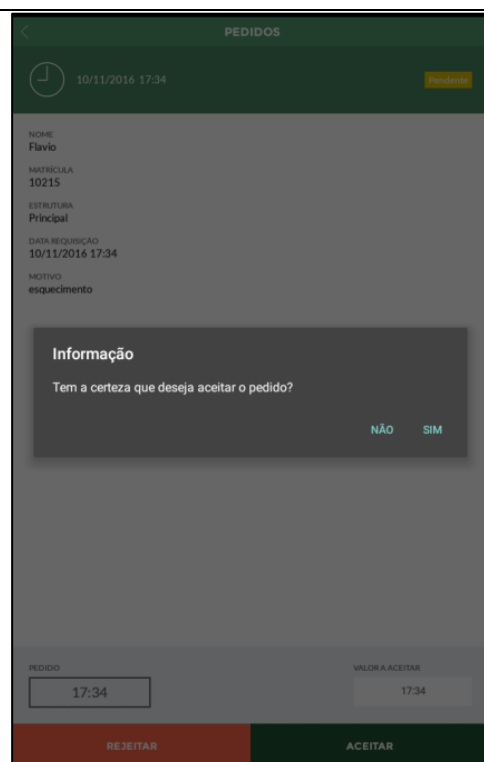 PEDIDOS
10/11/2016 17:34
Pendente
NOME
Flavio
MATRÍCULA
10215
ESTRUTURA
Principal
DATA REQUISIÇÃO
10/11/2016 17:34
MOTIVO
esquecimento
Informação
Tem a certeza que deseja aceitar o pedido?
NÃO SIM
PEDIDO VALOR A ACEITAR
17:34 17:34
REJEITAR ACEITAR